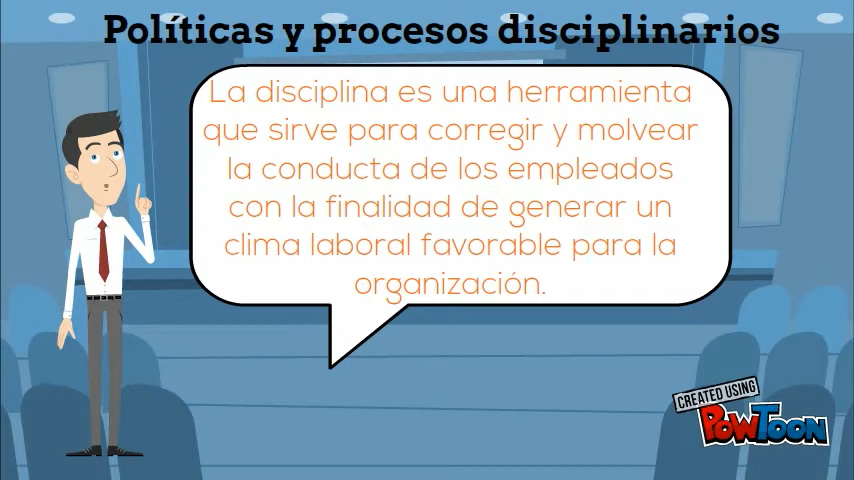 Políticas y procesos disciplinarios
La disciplina es una herramienta
que sirve para corregir y molvear
la conducta de los empleados
con la finalidad de generar un
clima laboral favorable para la
organización.
CREATED USING
POWTOON